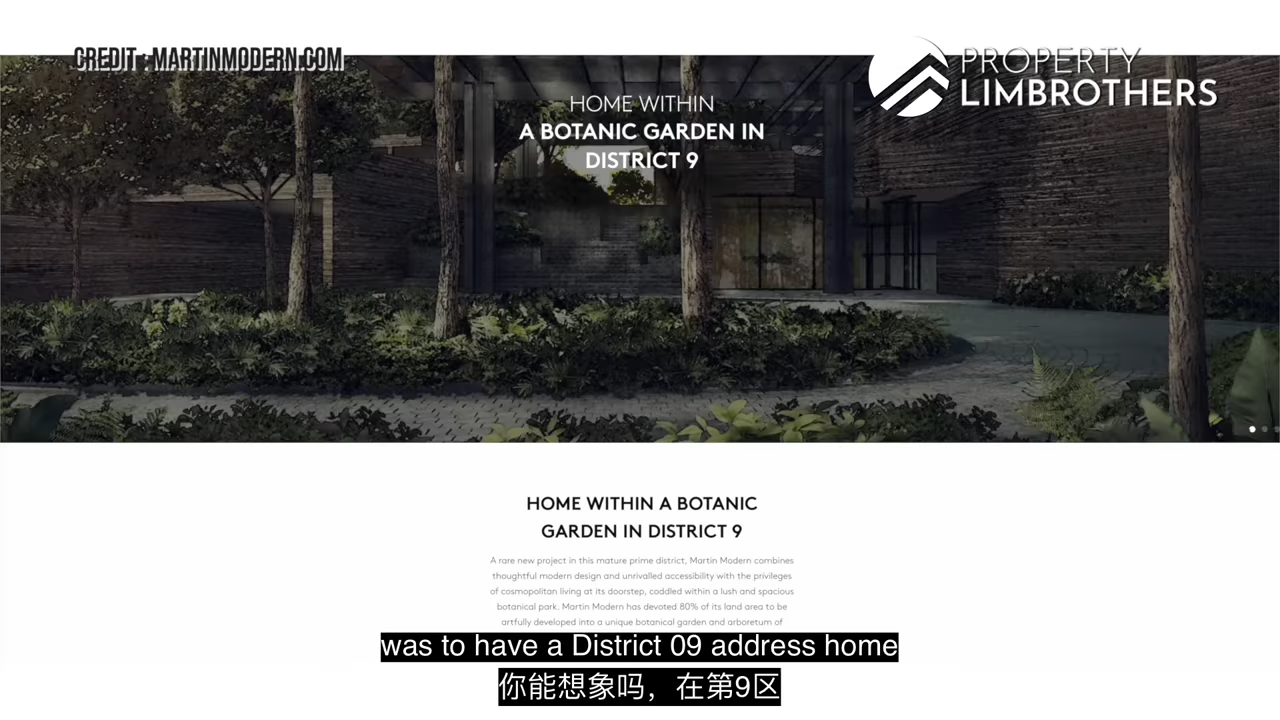 CREDIT : MARTINMODERN.COM
PROPERTY
LIMBROTHERS
HOME WITHIN
A BOTANIC GARDEN IN
DISTRICT 9
HOME WITHIN A BOTANIC
GARDEN IN DISTRICT 9
A rare new project in this mature prime district, Martin Modern combines
thoughtful modern design and unrivalled accessibility with the privileges
of cosmopolitan living at its doorstep, coddled within a lush and spacious
botanical park. Martin Modern has devoted 80% of its land area to be
artfully developed into a unique botanical garden and arboretum of
was to have a District 09 address home
你能想象吗，在第9区